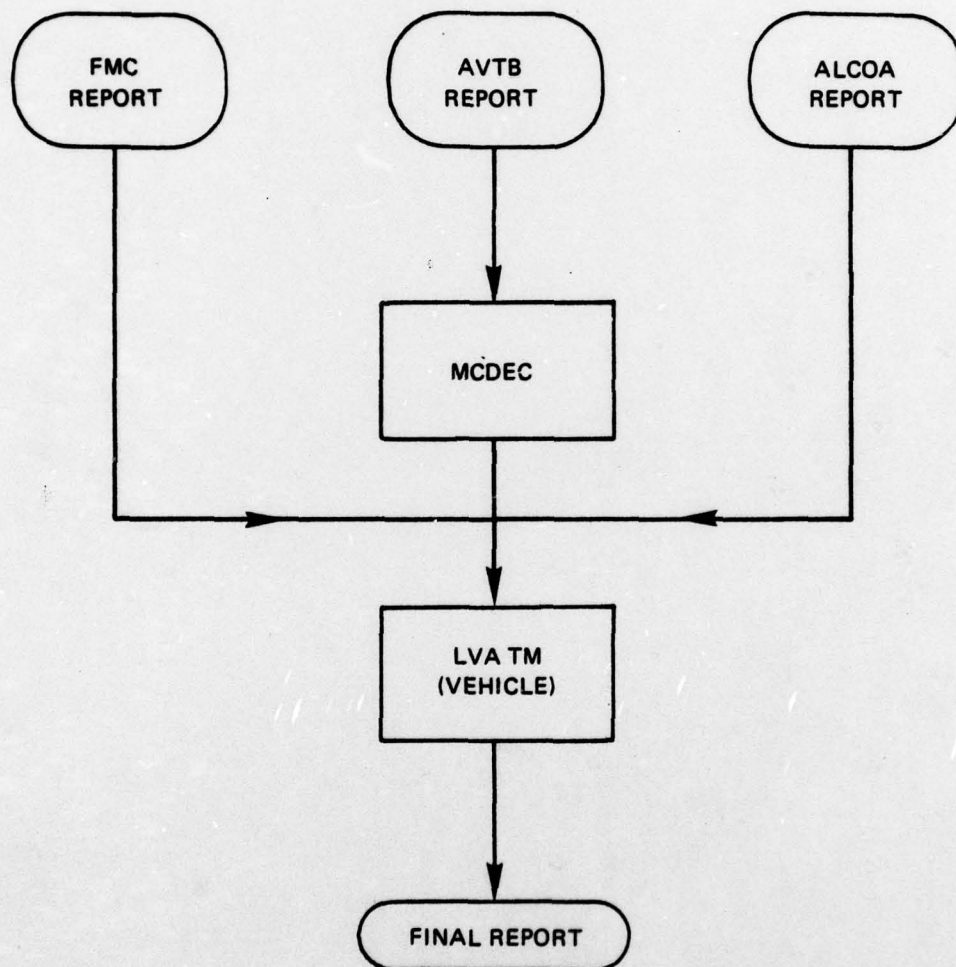 FMC
REPORT
AVTB
REPORT
ALCOA
REPORT
MCDEC
LVA TM
(VEHICLE)
FINAL REPORT